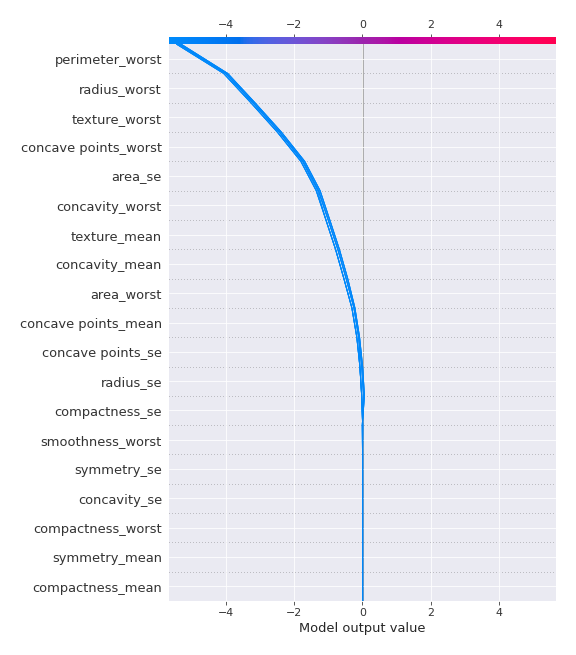 −4 −2 0 2 4
perimeter_worst
radius_worst
texture_worst
concave points_worst
area_se
concavity_worst
texture_mean
concavity_mean
area_worst
concave points_mean
concave points_se
radius_se
compactness_se
smoothness_worst
symmetry_se
concavity_se
compactness_worst
symmetry_mean
compactness_mean
−4 −2 0 2 4
Model output value